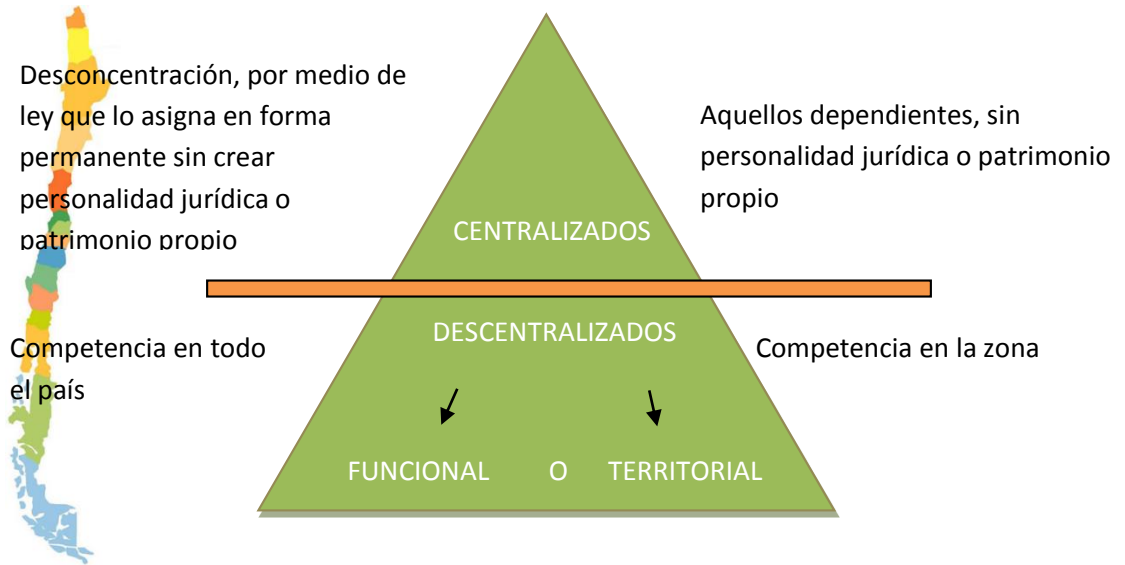 Desconcentración, por medio de
ley que lo asigna en forma
permanente sin crear
personalidad jurídica o
patrimonio propio
Aquellos dependientes, sin
personalidad jurídica o patrimonio
propio
CENTRALIZADOS
DESCENTRALIZADOS
Competencia en todo
el país
Competencia en la zona
FUNCIONAL O TERRITORIAL